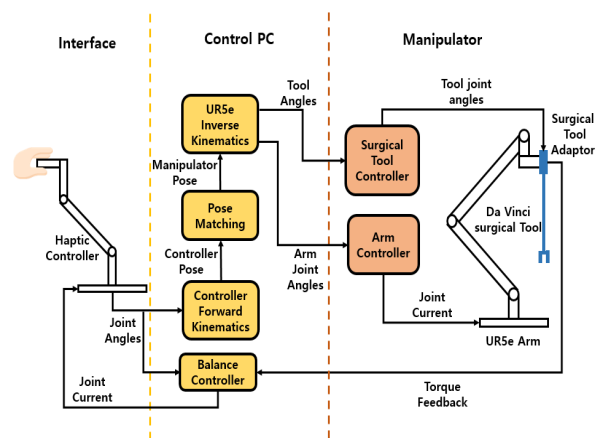 Interface
Control PC
Manipulator
Tool
Angles
Tool joint
angles
UR5e
Inverse
Kinematics
Surgical
Tool
Controller
Surgical
Tool
Adaptor
Manipulator
Pose
Pose
Matching
Haptic
Controller
Controller
Pose
Arm
Joint
Angles
Arm
Controller
Da Vinci
surgical Tool
Joint
Angles
Controller
Forward
Kinematics
Joint
Current
UR5e Arm
Joint
Current
Balance
Controller
Torque
Feedback